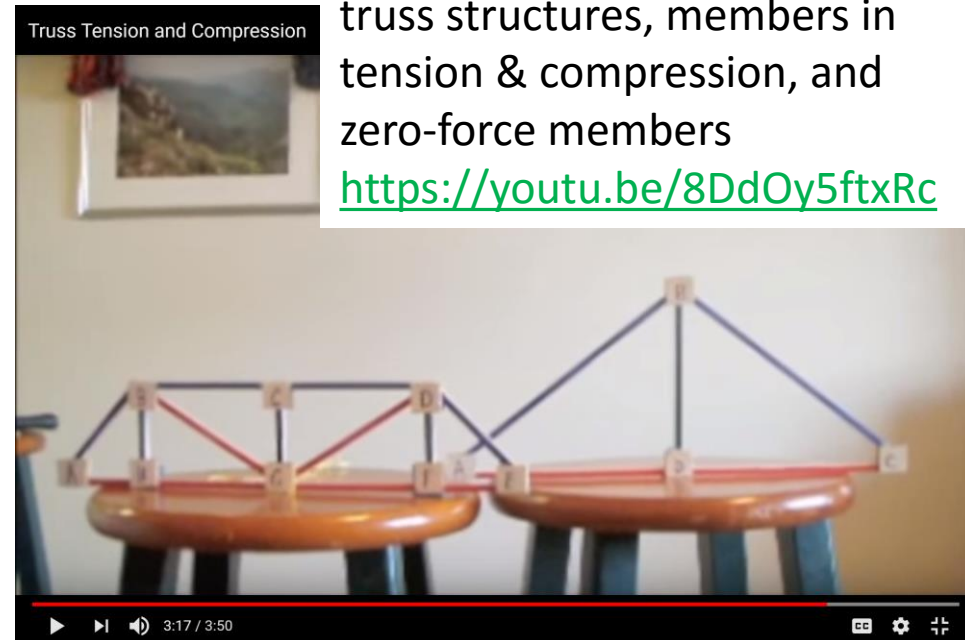 Truss Tension and Compression
truss structures, members in
tension & compression, and
zero-force members
https://youtu.be/8DdOy5ftxRc
B
C
D
A
G
A
D
3:17 / 3:50
CC